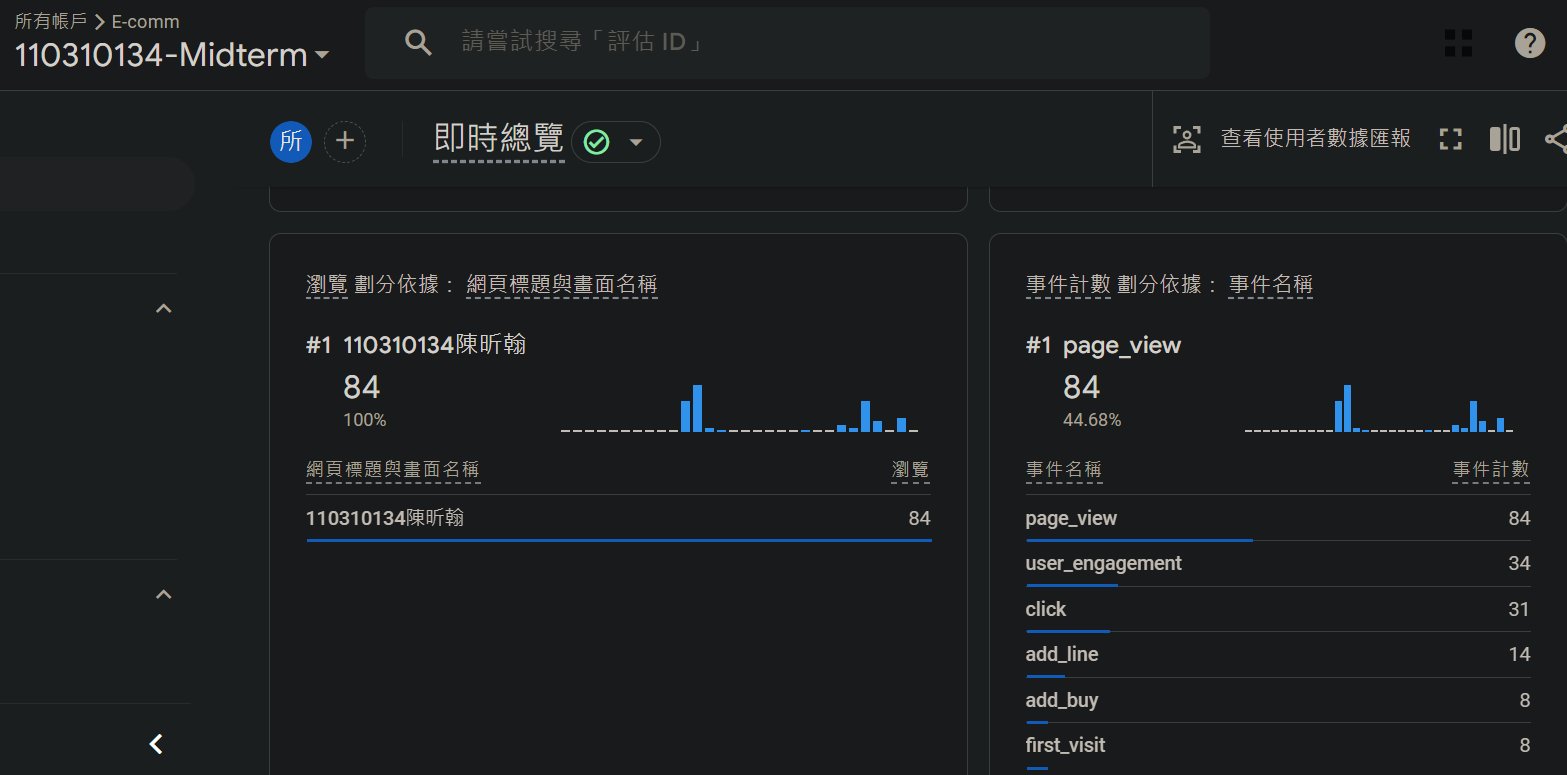 所有帳戶 > E-comm
110310134-Midterm
請嘗試搜尋「評估 ID」
所
即時總覽
查看使用者數據匯報
瀏覽 劃分依據： 網頁標題與畫面名稱
#1 110310134陳昕翰
84
100%
網頁標題與畫面名稱 瀏覽
110310134陳昕翰 84
事件計數 劃分依據： 事件名稱
#1 page_view
84
44.68%
事件名稱 事件計數
page_view 84
user_engagement 34
click 31
add_line 14
add_buy 8
first_visit 8